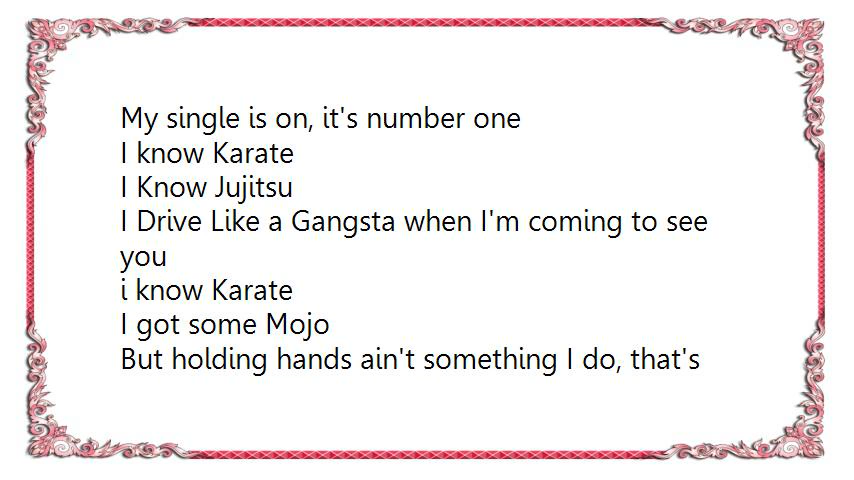 My single is on, it's number one
I know Karate
I Know Jujitsu
I Drive Like a Gangsta when I'm coming to see
you
i know Karate
I got some Mojo
But holding hands ain't something I do, that's